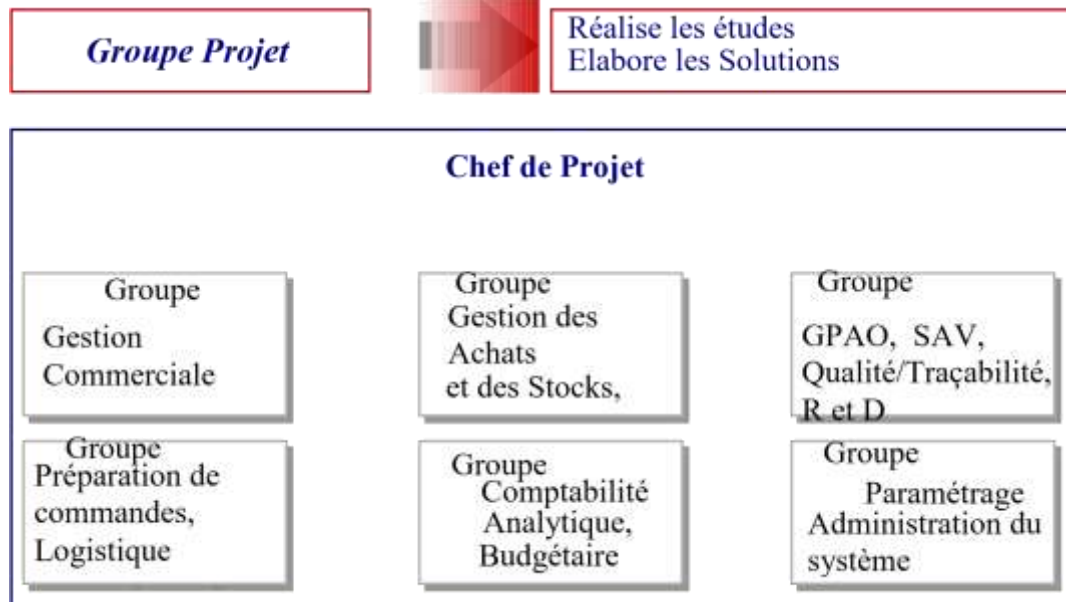 Groupe Projet
Réalise les études
Elabore les Solutions
Chef de Projet
Groupe
Gestion
Commerciale
Groupe
Gestion des
Achats
et des Stocks,
Groupe
GPAO, SAV,
Qualité/Traçabilité,
R et D
Groupe
Préparation de
commandes,
Logistique
Groupe
Comptabilité
Analytique,
Budgétaire
Groupe
Paramétrage
Administration du
système